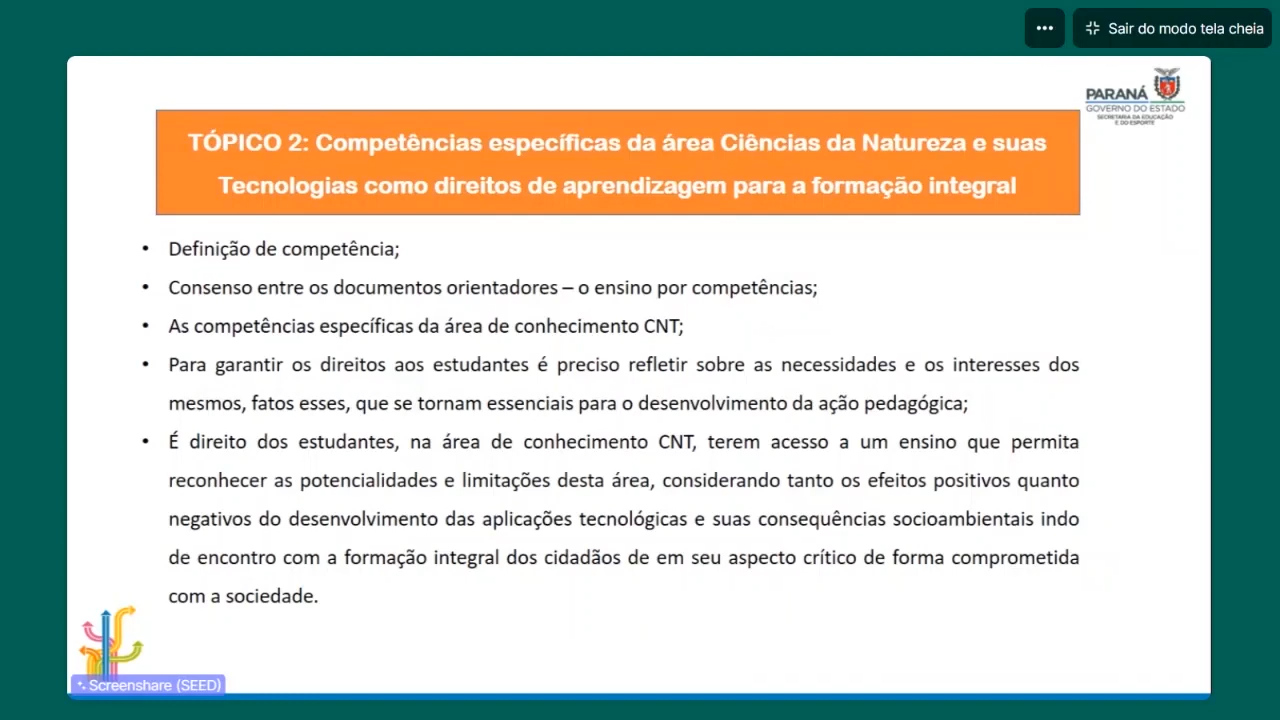 ••• Sair do modo tela cheia
PARANÁ
GOVERNO DO ESTADO
SECRETARIA DA EDUCAÇÃO
E DO ESPORTE
TÓPICO 2: Competências específicas da área Ciências da Natureza e suas
Tecnologias como direitos de aprendizagem para a formação integral
• Definição de competência;
• Consenso entre os documentos orientadores – o ensino por competências;
• As competências específicas da área de conhecimento CNT;
• Para garantir os direitos aos estudantes é preciso refletir sobre as necessidades e os interesses dos
mesmos, fatos esses, que se tornam essenciais para o desenvolvimento da ação pedagógica;
• É direito dos estudantes, na área de conhecimento CNT, terem acesso a um ensino que permita
reconhecer as potencialidades e limitações desta área, considerando tanto os efeitos positivos quanto
negativos do desenvolvimento das aplicações tecnológicas e suas consequências socioambientais indo
de encontro com a formação integral dos cidadãos de em seu aspecto crítico de forma comprometida
com a sociedade.
Screenshare (SEED)